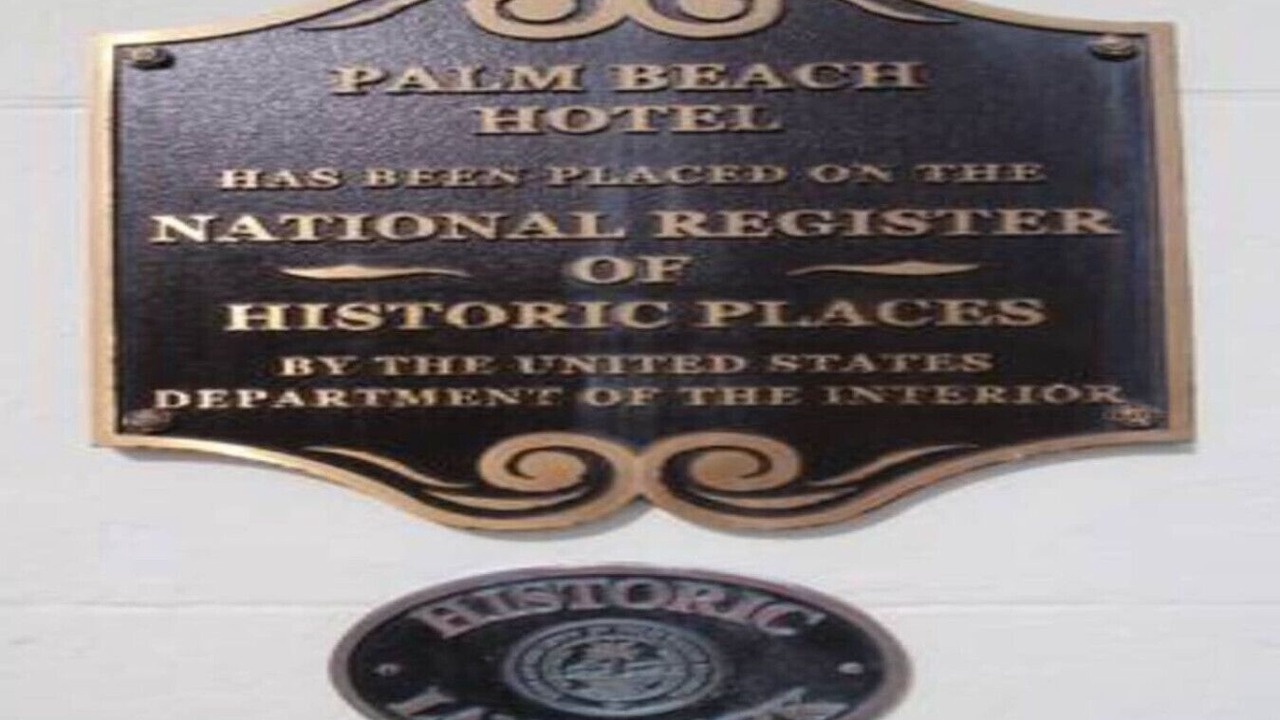 PALM BEACH
HOTEL
HAS BEEN PLACED ON THE
NATIONAL REGISTER
OF
HISTORIC PLACES
BY THE UNITED STATES
DEPARTMENT OF THE INTERIOR
HISTORIC